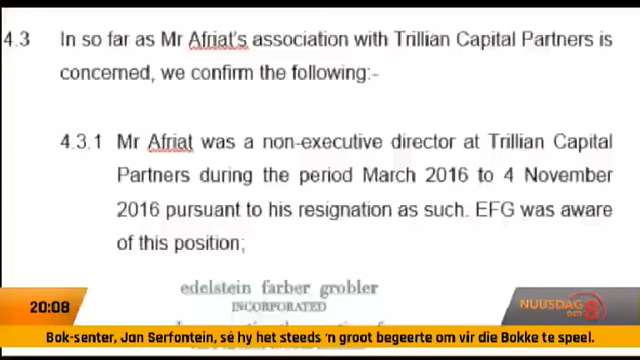 4.3 In so far as Mr Afriat's association with Trillian Capital Partners is
concerned, we confirm the following:-
4.3.1 Mr Afriat was a non-executive director at Trillian Capital
Partners during the period March 2016 to 4 November
2016 pursuant to his resignation as such. EFG was aware
of this position;
edelstein farber grobler
INCORPORATED
20:08
NUUSDAG
om 8
Bok-senter, Jan Serfontein, sê hy het steeds 'n groot begeerte om vir die Bokke te speel.